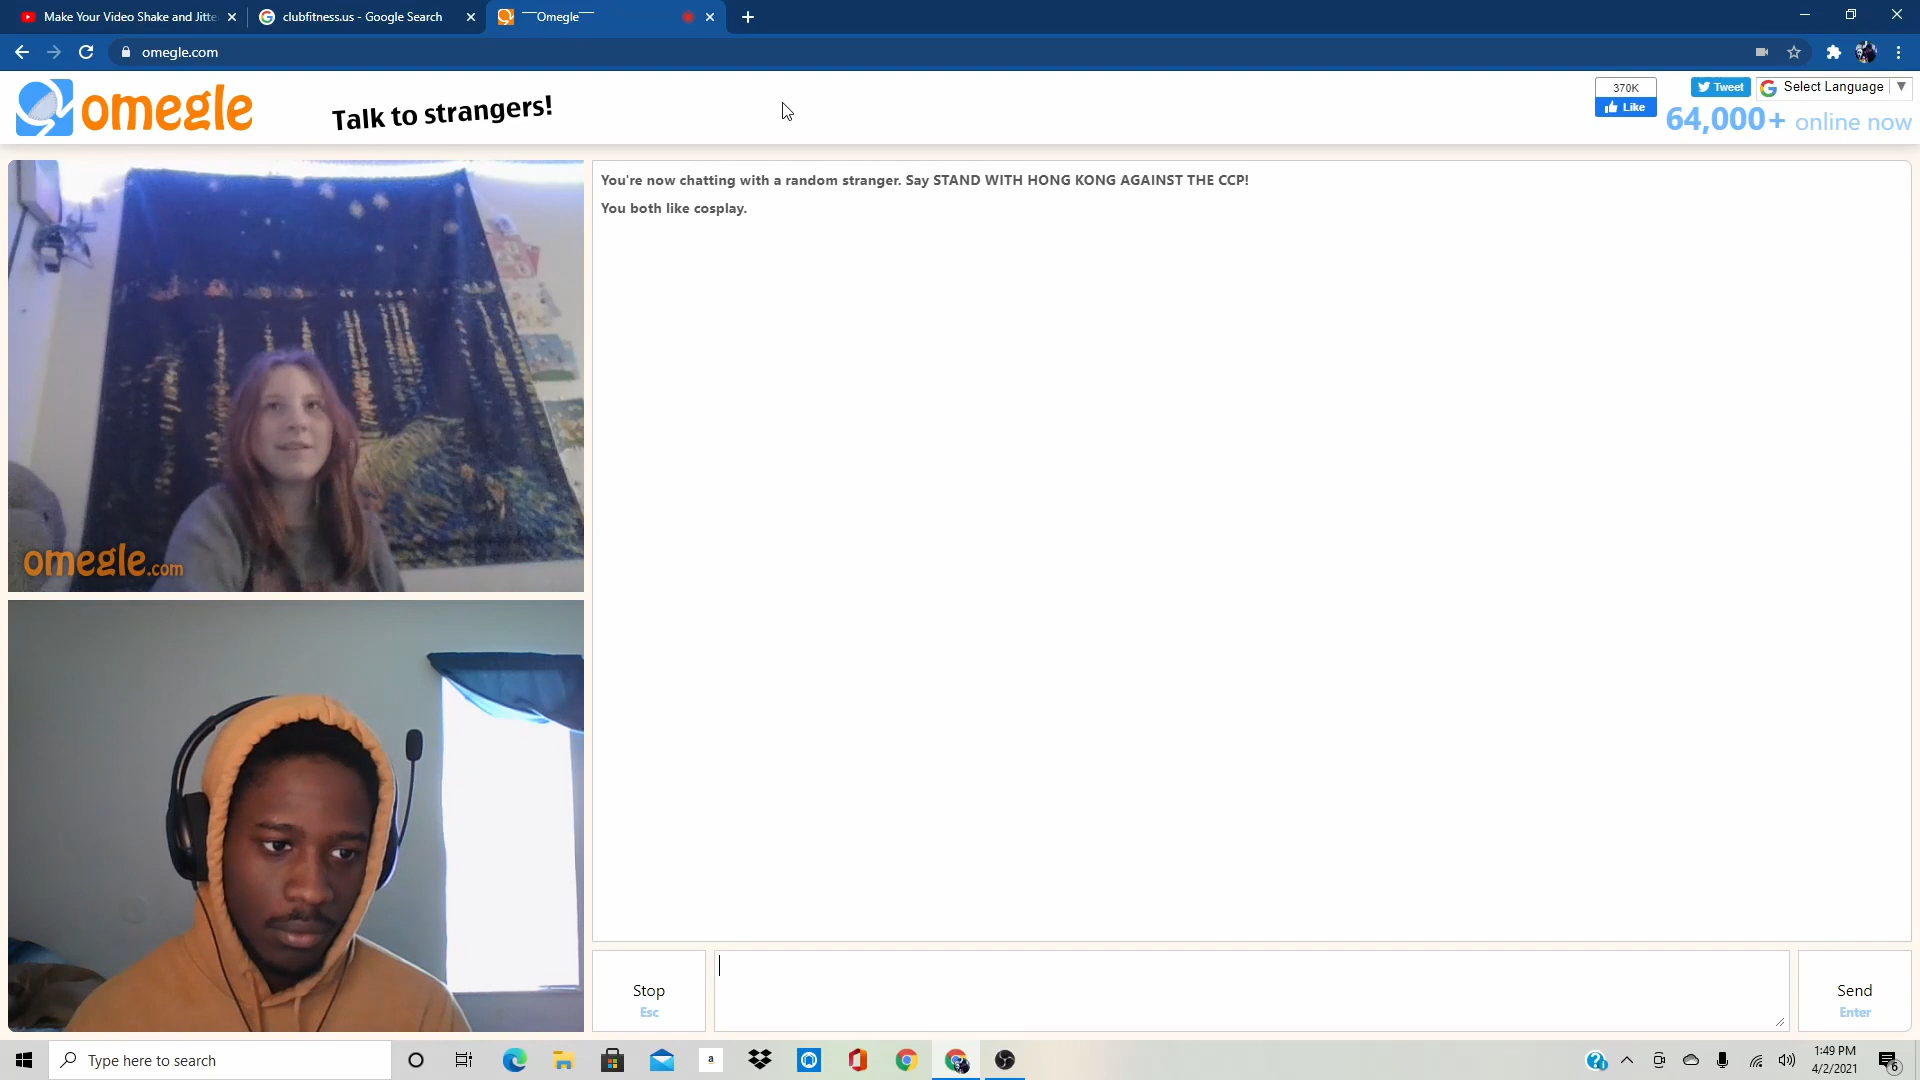 Make Your Video Shake and Jitte
clubfitness.us - Google Search
Omegle
omegle.com
omegle
Talk to strangers!
370K
Like
Tweet
Select Language
64,000+ online now
You're now chatting with a random stranger. Say STAND WITH HONG KONG AGAINST THE CCP!
You both like cosplay.
omegle.com
Stop
Esc
Send
Enter
Type here to search
a
1:49 PM
4/2/2021
6